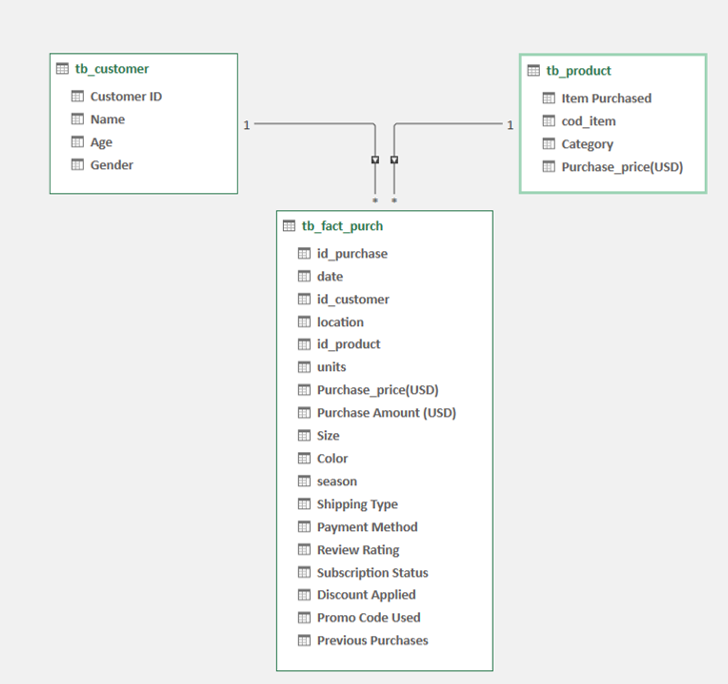 tb_customer
Customer ID
Name
Age
Gender
1
1
tb_product
Item Purchased
cod_item
Category
Purchase_price(USD)
*
*
tb_fact_purch
id_purchase
date
id_customer
location
id_product
units
Purchase_price(USD)
Purchase Amount (USD)
Size
Color
season
Shipping Type
Payment Method
Review Rating
Subscription Status
Discount Applied
Promo Code Used
Previous Purchases